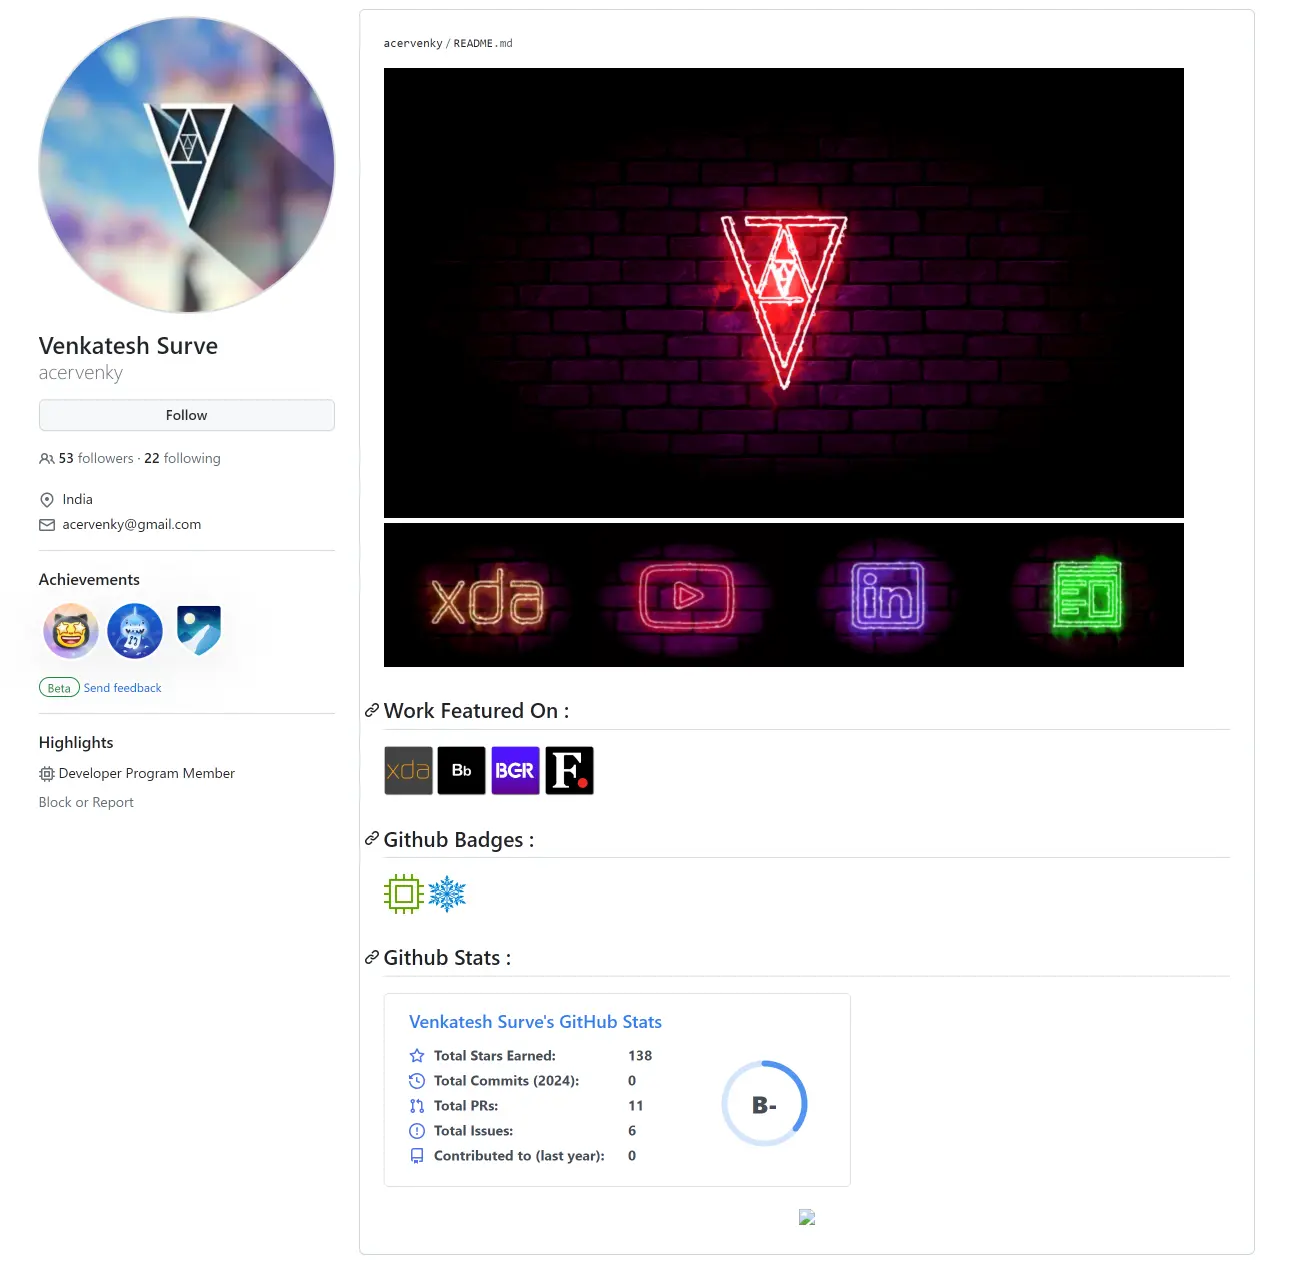 Venkatesh Surve
acervenky
Follow
53 followers · 22 following
India
acervenky@gmail.com
Achievements
Beta Send feedback
Highlights
Developer Program Member
Block or Report
acervenky / README.md
xda
in
Work Featured On :
xda Bb BGR F.
Github Badges :
Github Stats :
Venkatesh Surve's GitHub Stats
Total Stars Earned: 138
Total Commits (2024): 0
Total PRs: 11
Total Issues: 6
Contributed to (last year): 0
B-